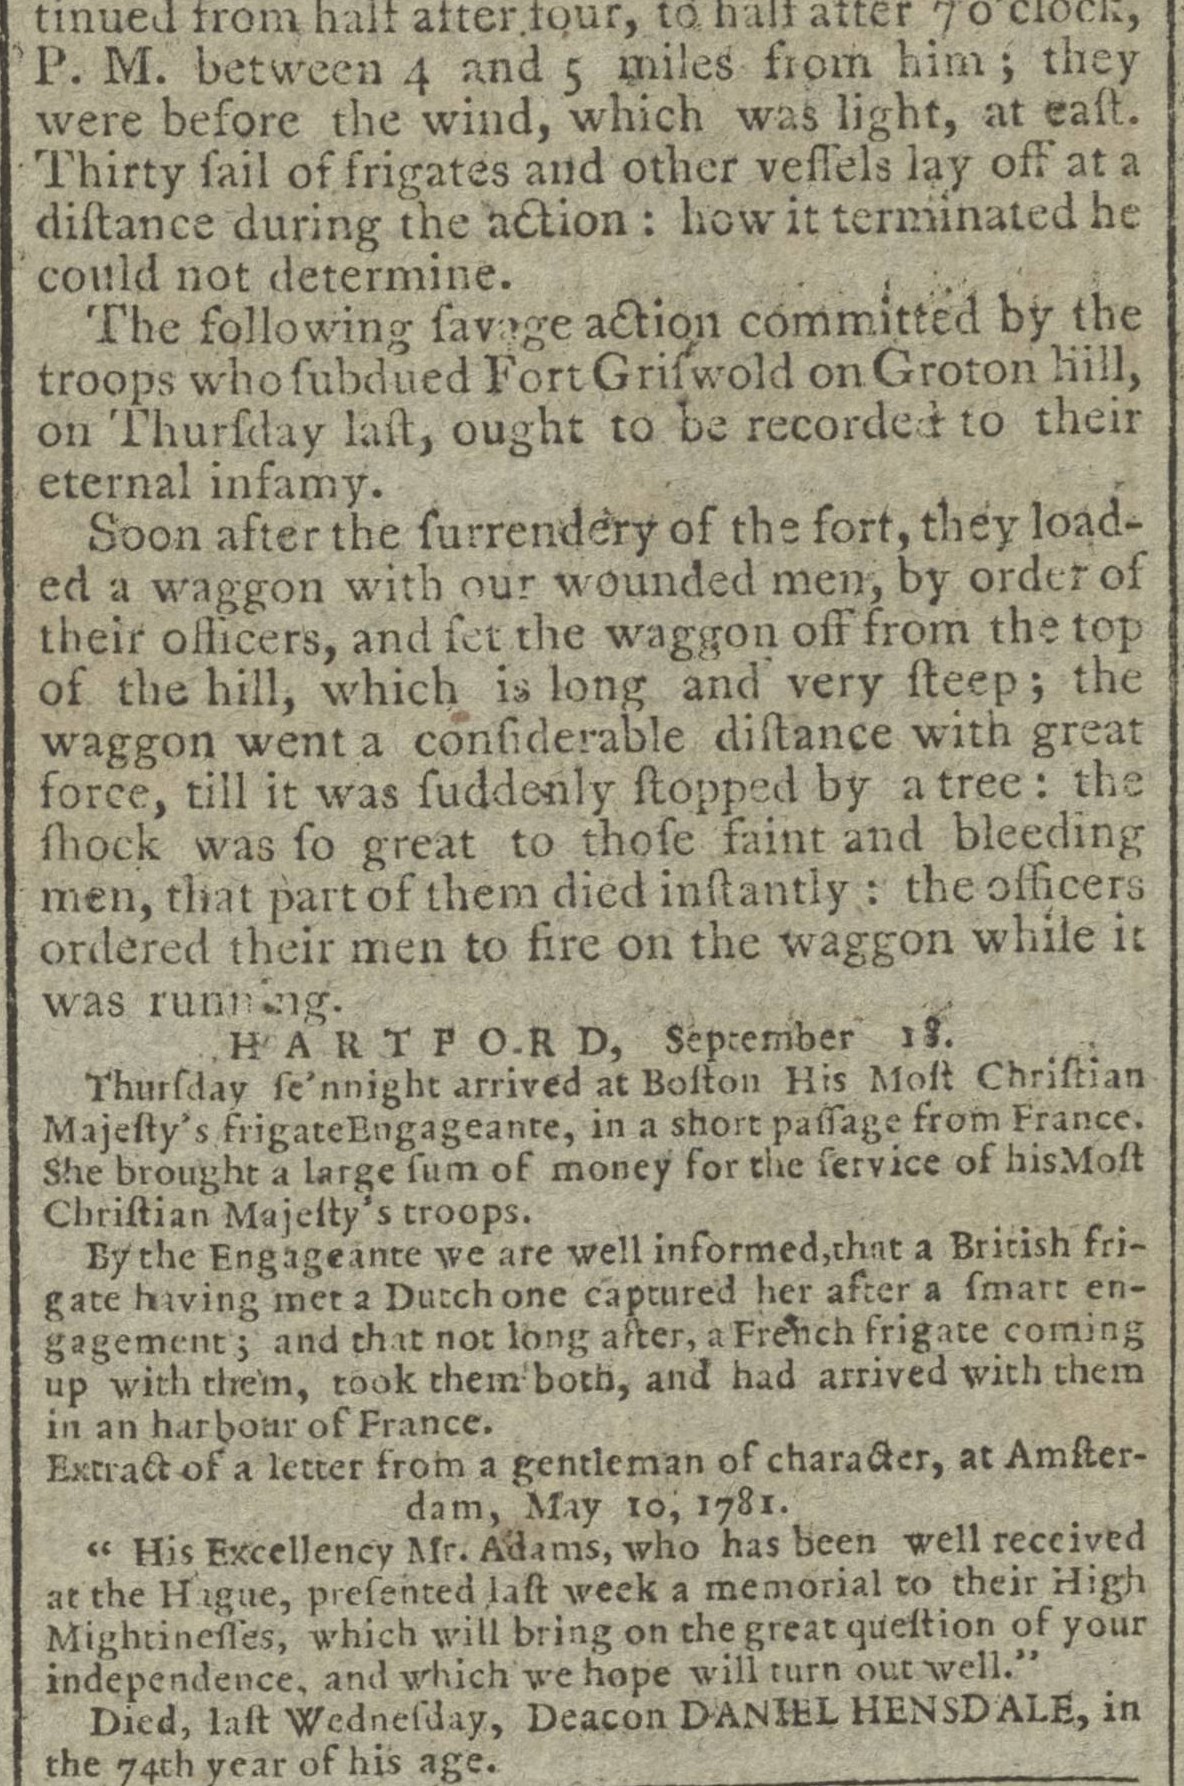 tinued from half after four, to half after 7 o'clock,
P. M. between 4 and 5 miles from him ; they
were before the wind, which was light, at eaſt.
Thirty ſail of frigates and other veſſels lay off at a
diſtance during the action : how it terminated he
could not determine.
The following ſavage action committed by the
troops who ſubdued Fort Griſwold on Groton hill,
on Thurſday laſt, ought to be recorded to their
eternal infamy.
Soon after the ſurrendery of the fort, they load-
ed a waggon with our wounded men, by order of
their officers, and ſet the waggon off from the top
of the hill, which is long and very ſteep ; the
waggon went a conſiderable diſtance with great
force, till it was ſuddenly ſtopped by a tree : the
ſhock was ſo great to thoſe faint and bleeding
men, that part of them died inſtantly : the officers
ordered their men to fire on the waggon while it
was running.
HARTFORD, September 18.
Thurſday ſe'nnight arrived at Boſton His Moſt Chriſtian
Majeſty's frigate Engageante, in a short paſſage from France.
She brought a large ſum of money for the ſervice of his Moſt
Chriſtian Majeſty's troops.
By the Engageante we are well informed, that a British fri-
gate having met a Dutch one captured her after a ſmart en-
gagement ; and that not long after, a French frigate coming
up with them, took them both, and had arrived with them
in an harbour of France.
Extract of a letter from a gentleman of character, at Amſter-
dam, May 10, 1781.
“ His Excellency Mr. Adams, who has been well received
at the Hague, preſented laſt week a memorial to their High
Mightineſſes, which will bring on the great queſtion of your
independence, and which we hope will turn out well.”
Died, laſt Wedneſday, Deacon DANIEL HENSDALE, in
the 74th year of his age.